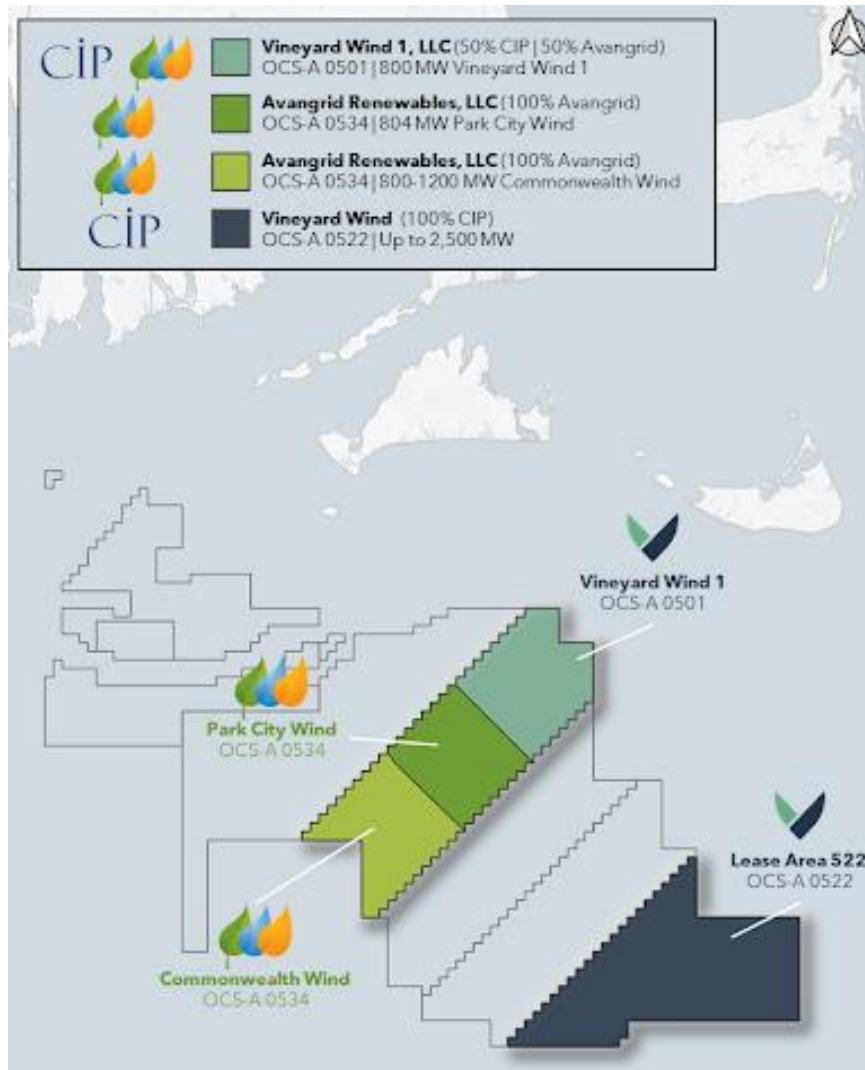 CIP
Vineyard Wind 1, LLC (50% CIP | 50% Avangrid)
OCS-A 0501 | 800 MW Vineyard Wind 1
Avangrid Renewables, LLC (100% Avangrid)
OCS-A 0534 | 804 MW Park City Wind
Avangrid Renewables, LLC (100% Avangrid)
OCS-A 0534 | 800-1200 MW Commonwealth Wind
CIP
Vineyard Wind (100% CIP)
OCS-A 0522 | Up to 2,500 MW
Vineyard Wind 1
OCS-A 0501
Park City Wind
OCS-A 0534
Lease Area 522
OCS-A 0522
Commonwealth Wind
OCS-A 0534